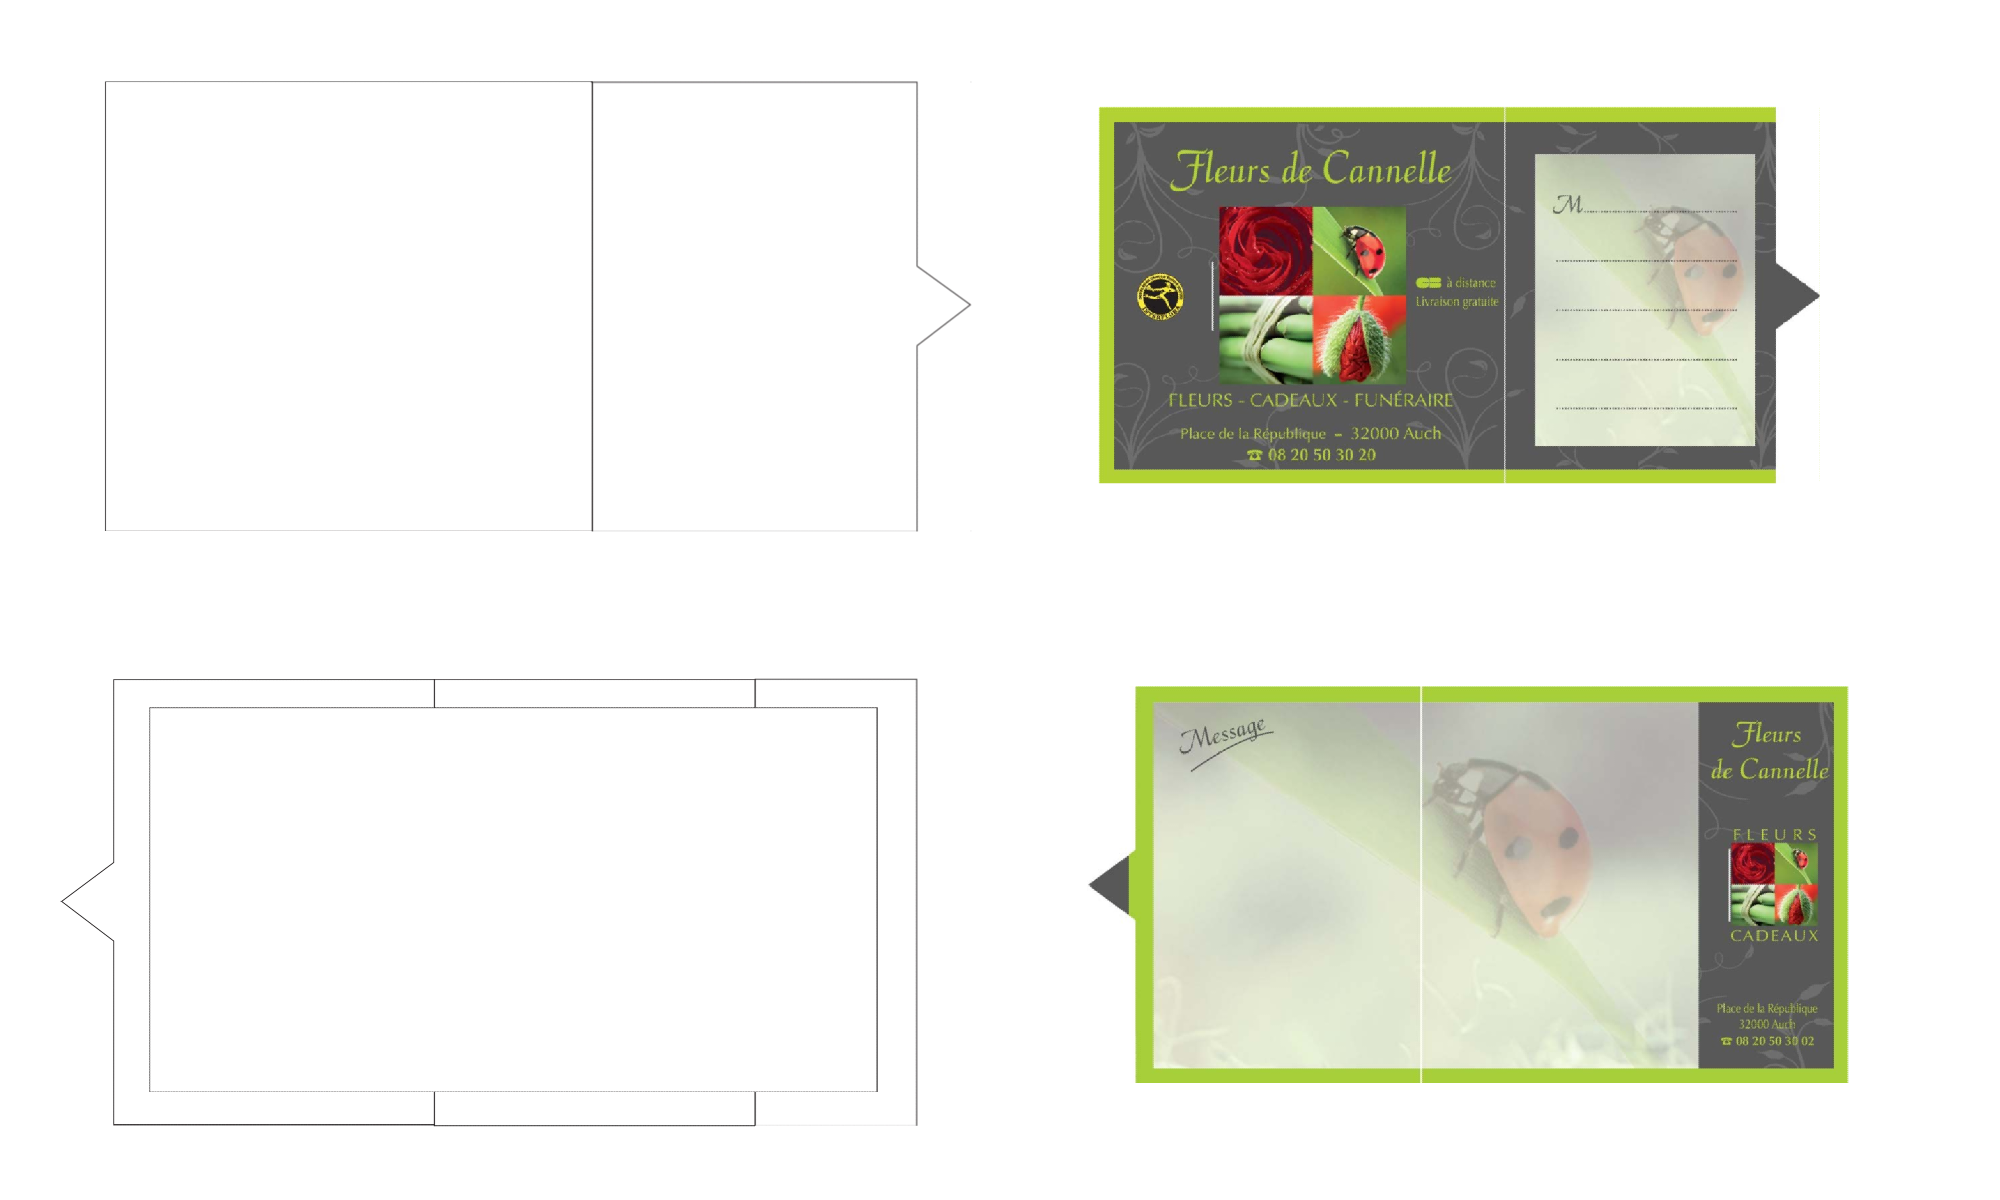 Fleurs de Cannelle
M
à distance
Livraison gratuite
INTERFLORA
FLEURS - CADEAUX - FUNÉRAIRE
Place de la République – 32000 Auch
☎ 08 20 50 30 20
Message
Fleurs
de Cannelle
FLEURS
CADEAUX
Place de la République
32000 Auch
☎ 08 20 50 30 02